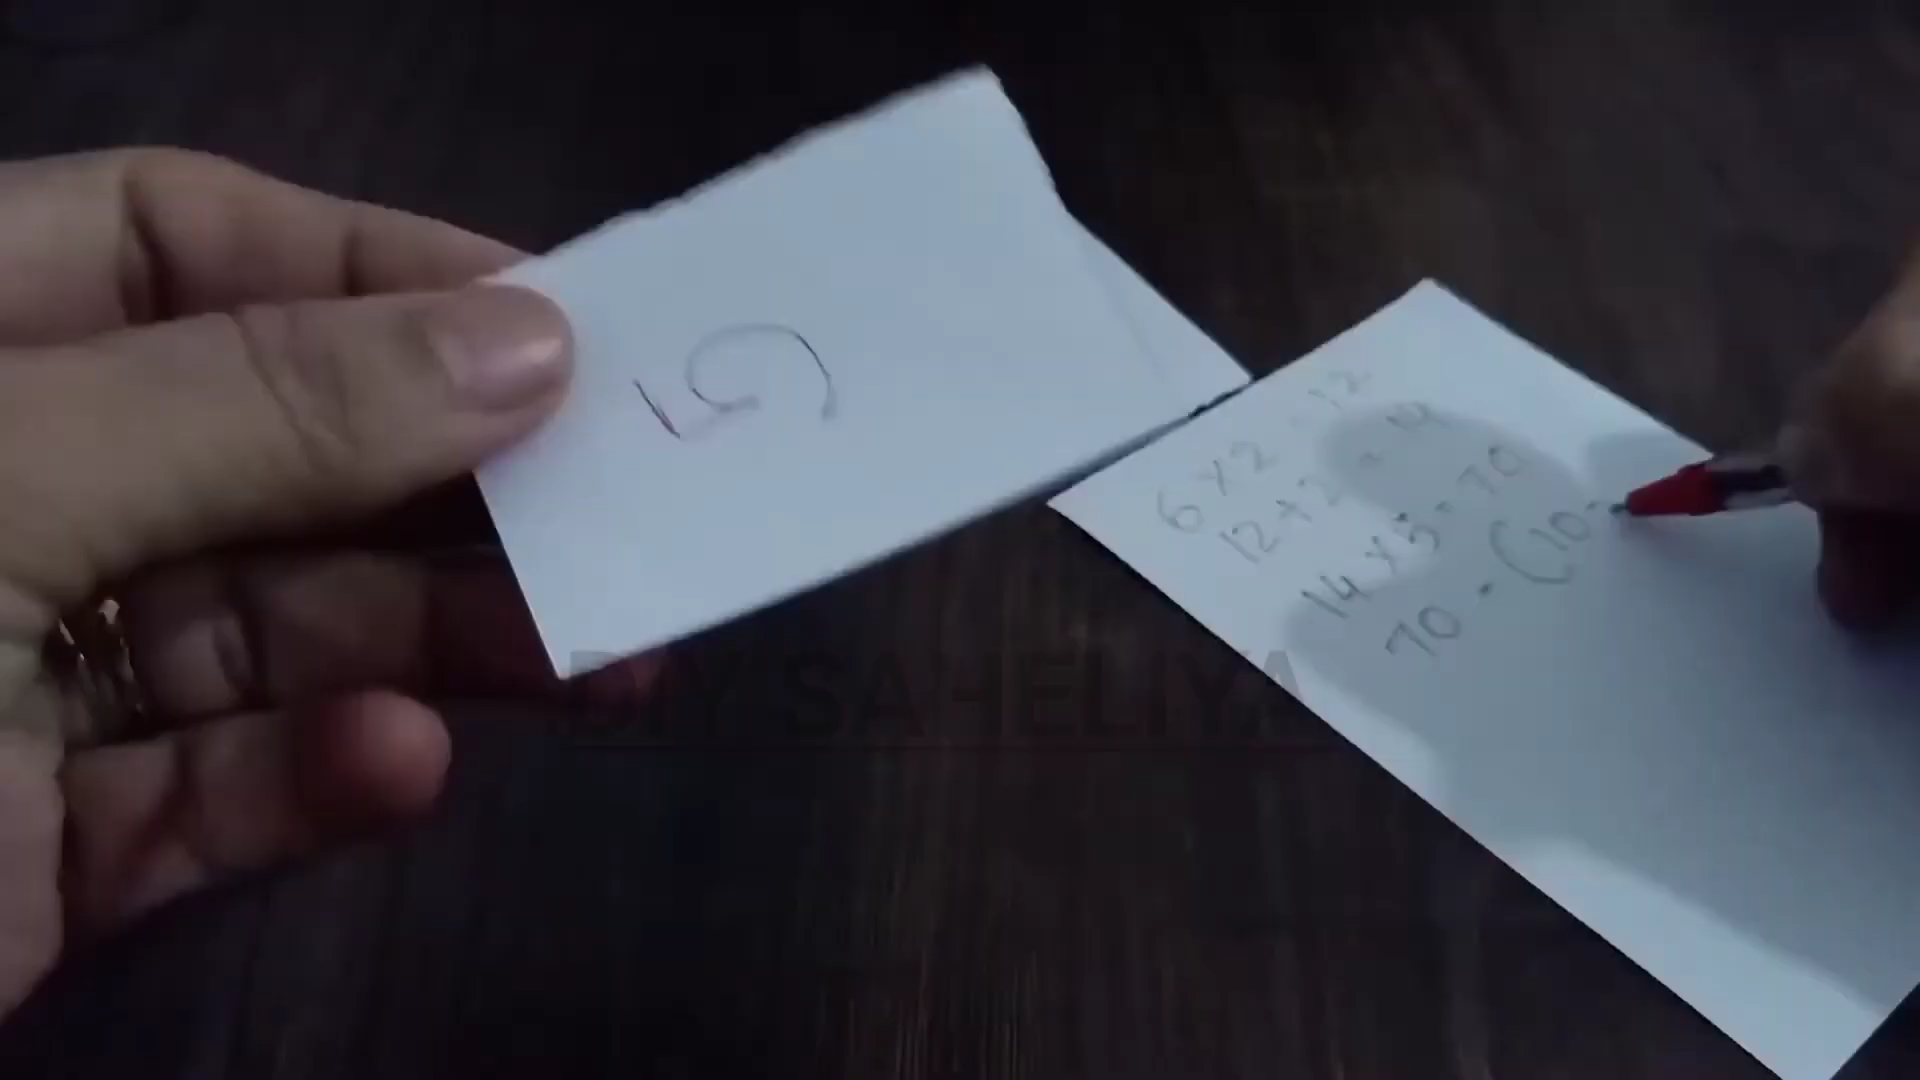 5
6 x 2 = 12
12 + 2 = 14
14 x 5 = 70
70 - (10 -
DIY SAHELIYA